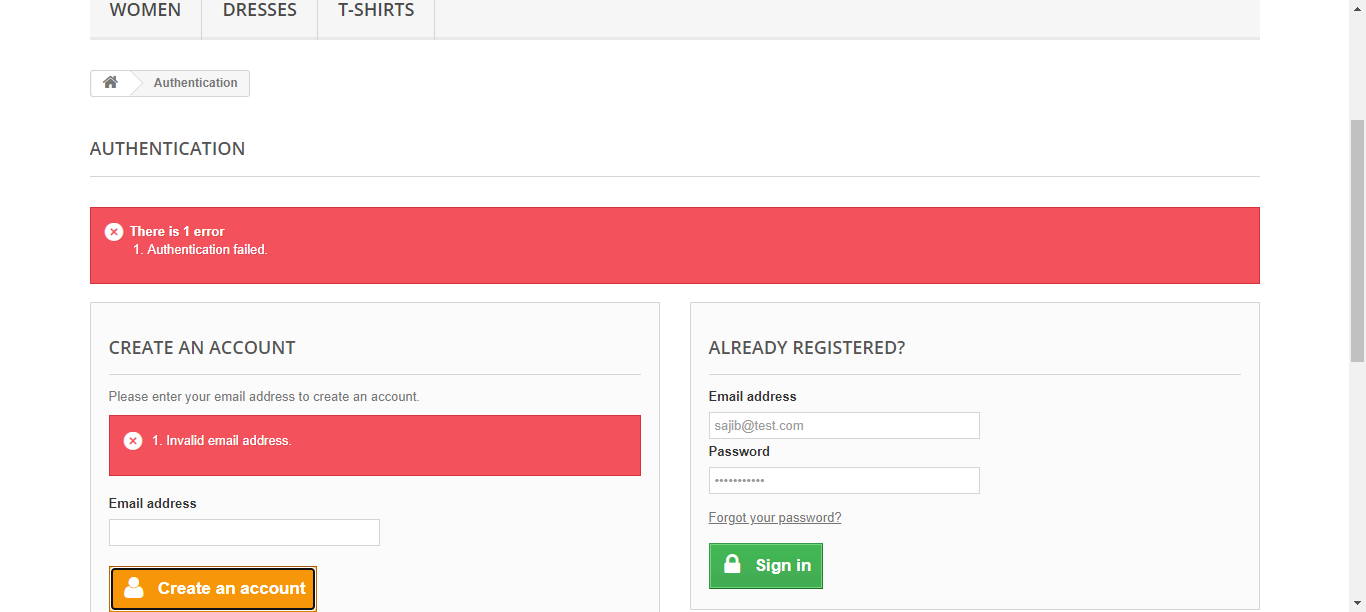 WOMEN DRESSES T-SHIRTS
Authentication
AUTHENTICATION
There is 1 error
1. Authentication failed.
CREATE AN ACCOUNT
Please enter your email address to create an account.
1. Invalid email address.
Email address
Create an account
ALREADY REGISTERED?
Email address
sajib@test.com
Password
•••••••••••
Forgot your password?
Sign in